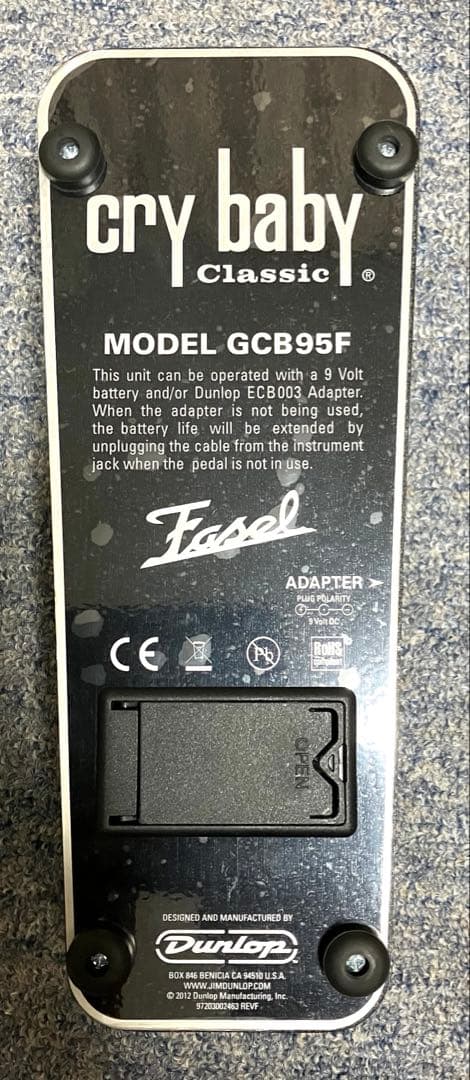 cry baby
Classic ®
MODEL GCB95F
This unit can be operated with a 9 Volt
battery and/or Dunlop ECB003 Adapter.
When the adapter is not being used,
the battery life will be extended by
unplugging the cable from the instrument
jack when the pedal is not in use.
Fasel
ADAPTER
PLUG POLARITY
9 Volt DC
CE
Pb
RoHS
compliant
OPEN
DESIGNED AND MANUFACTURED BY
Dunlop
BOX 846 BENICIA CA 94510 U.S.A.
WWW.JIMDUNLOP.COM
© 2012 Dunlop Manufacturing, Inc.
97203002463 REVF